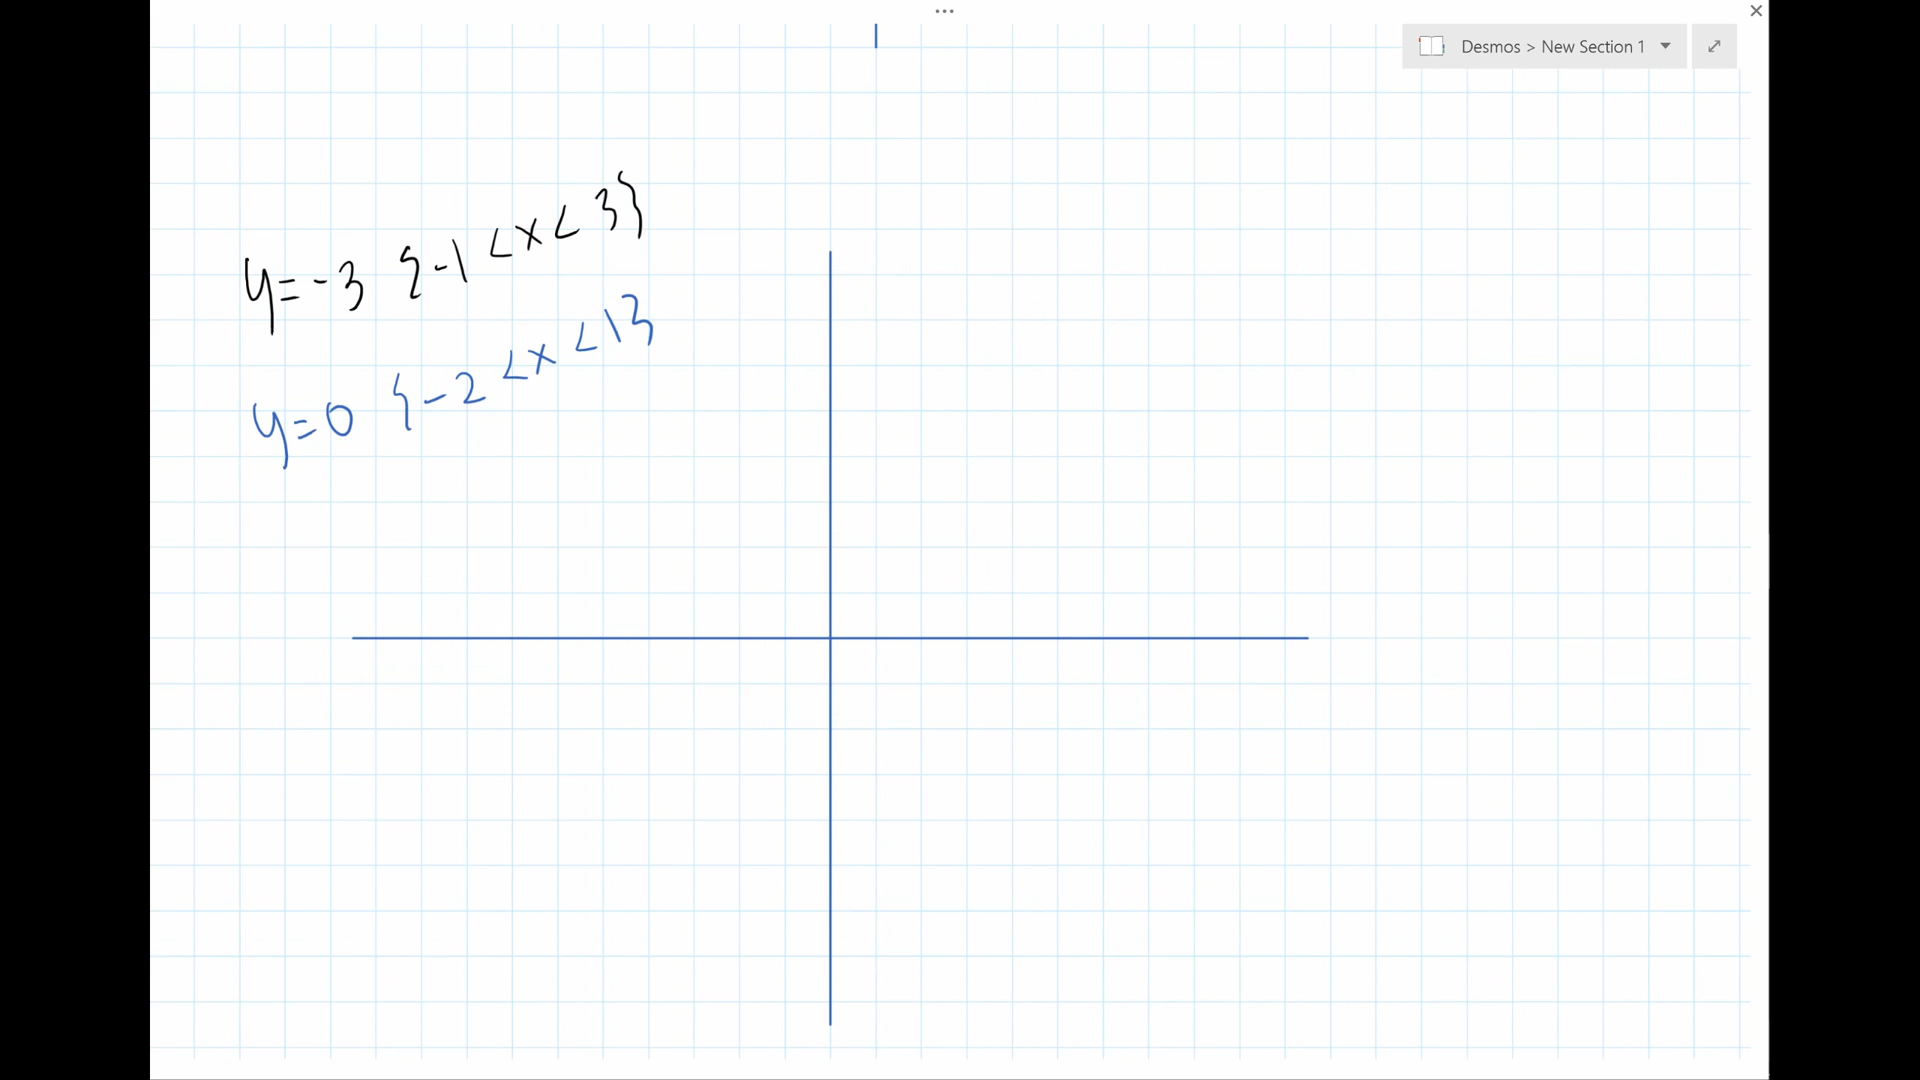 Desmos > New Section 1
y=-3 {-1<x<3}
y=0 {-2<x<1}